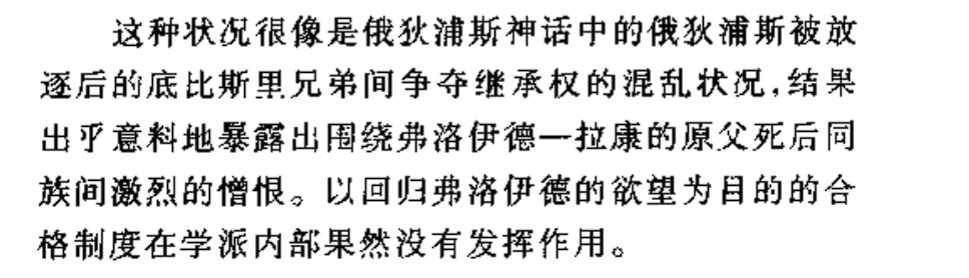 这种状况很像是俄狄浦斯神话中的俄狄浦斯被放
逐后的底比斯里兄弟间争夺继承权的混乱状况,结果
出乎意料地暴露出围绕弗洛伊德—拉康的原父死后同
族间激烈的憎恨。以回归弗洛伊德的欲望为目的的合
格制度在学派内部果然没有发挥作用。